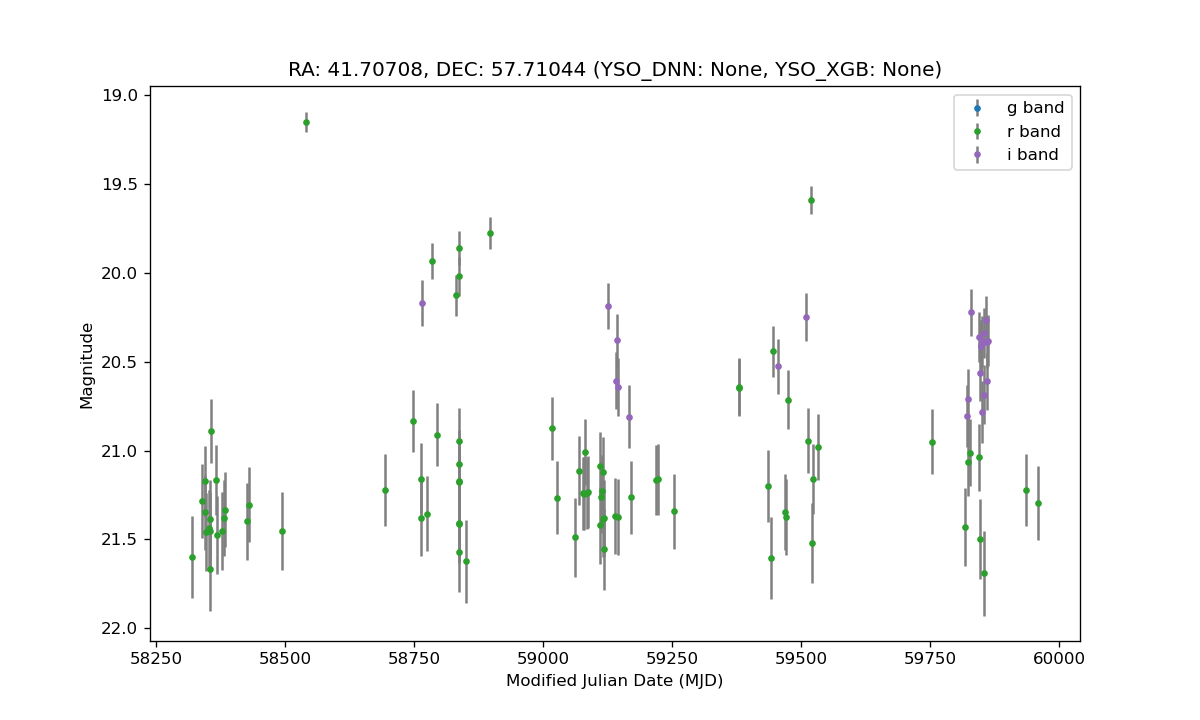 RA: 41.70708, DEC: 57.71044 (YSO_DNN: None, YSO_XGB: None)
19.0
19.5
20.0
20.5
21.0
21.5
22.0
Magnitude
g band
r band
i band
58250 58500 58750 59000 59250 59500 59750 60000
Modified Julian Date (MJD)